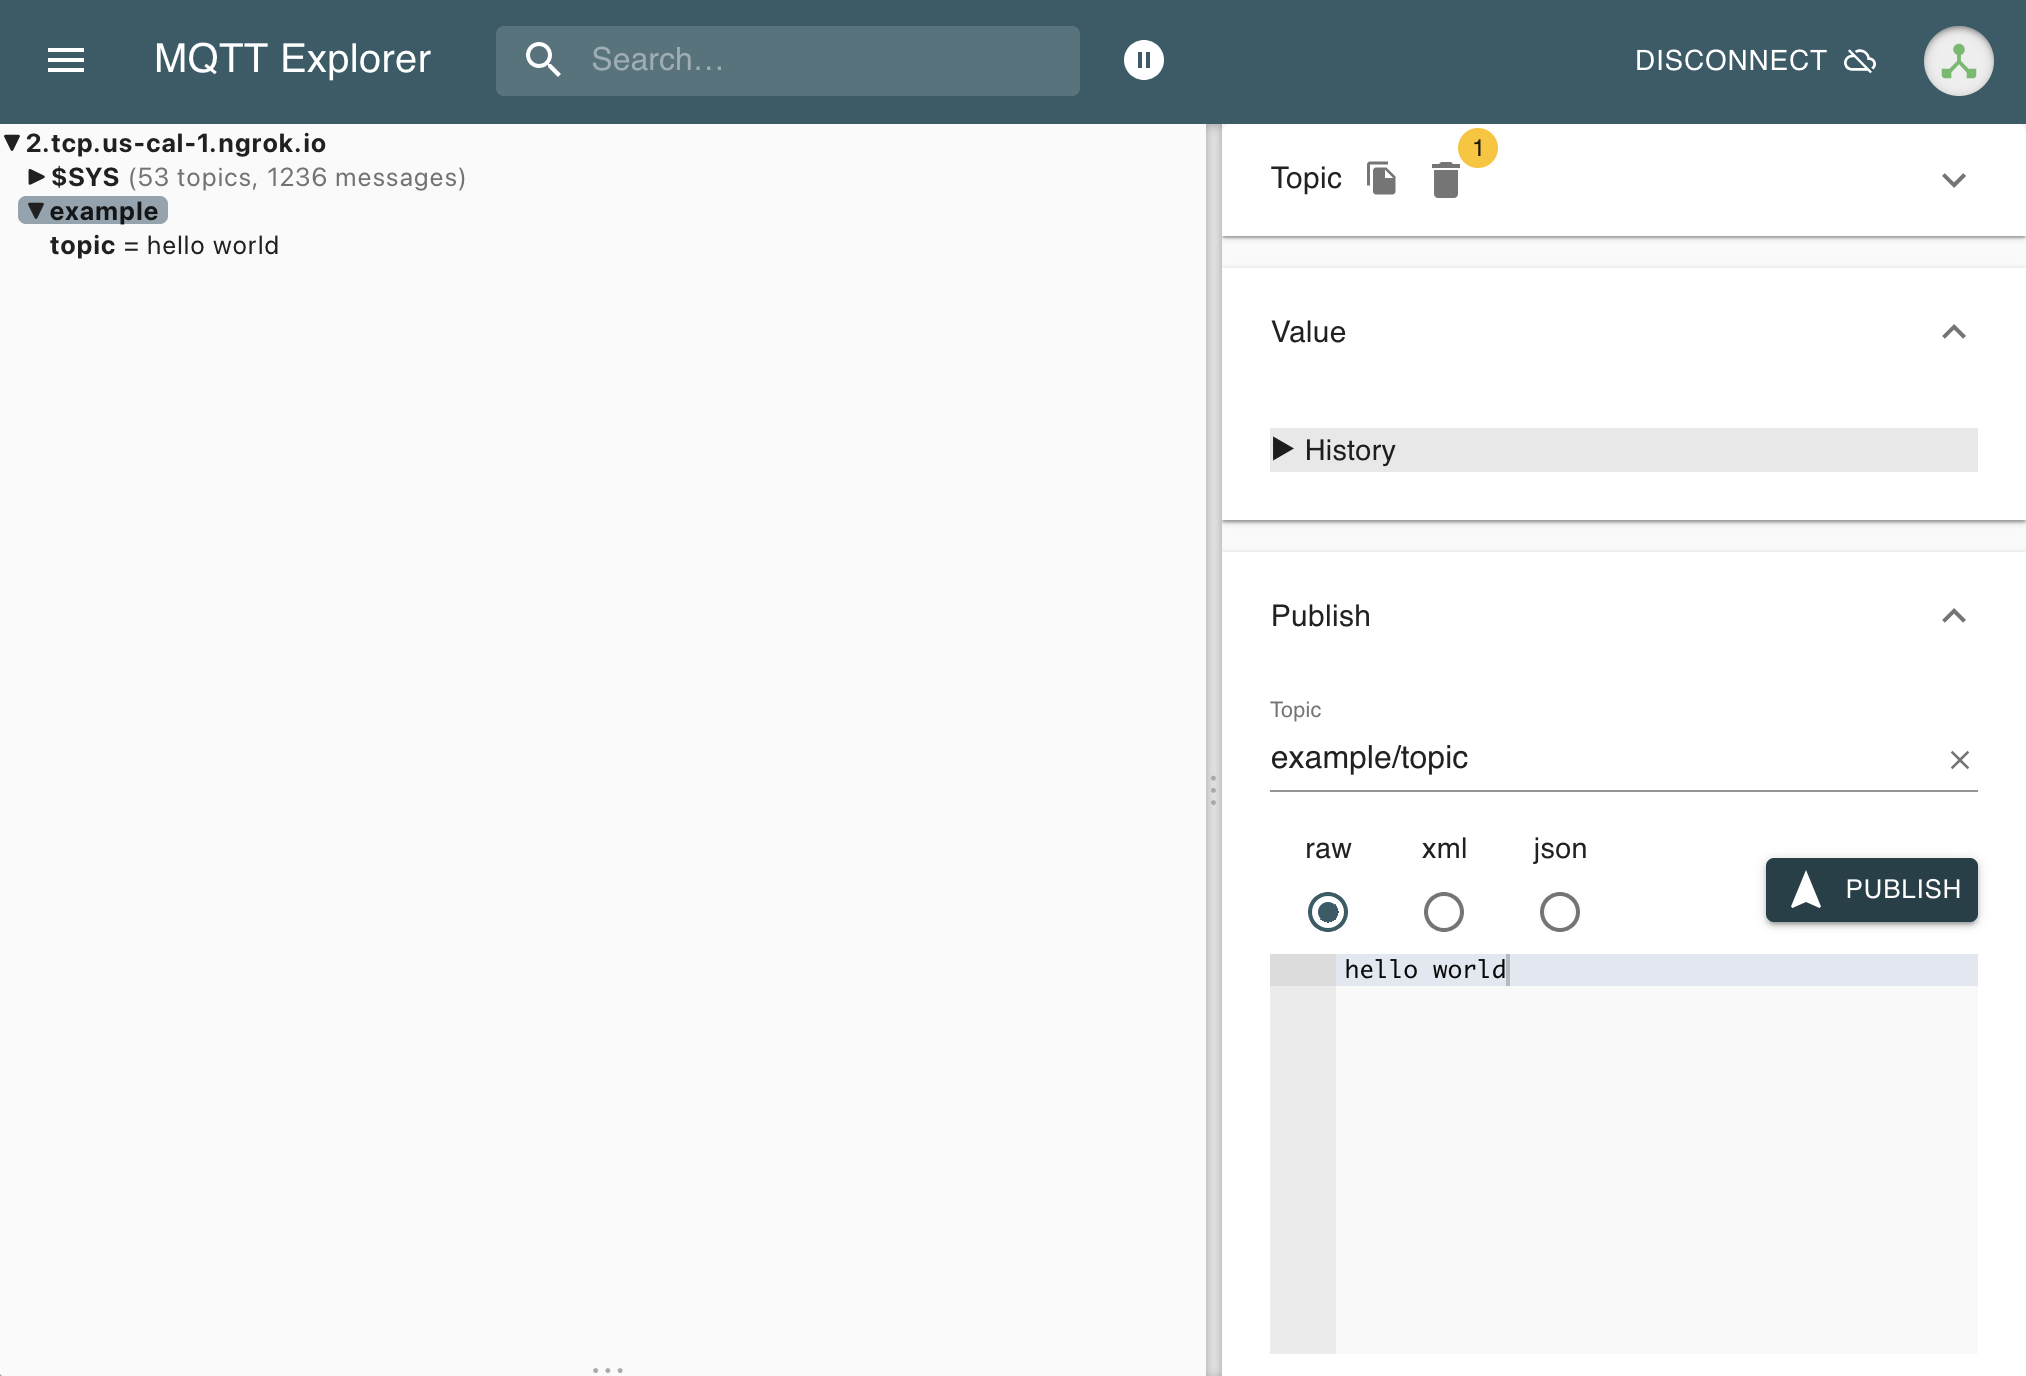 MQTT Explorer
Search…
DISCONNECT
2.tcp.us-cal-1.ngrok.io
$SYS (53 topics, 1236 messages)
example
topic = hello world
Topic
1
Value
History
Publish
Topic
example/topic
raw
xml
json
PUBLISH
hello world